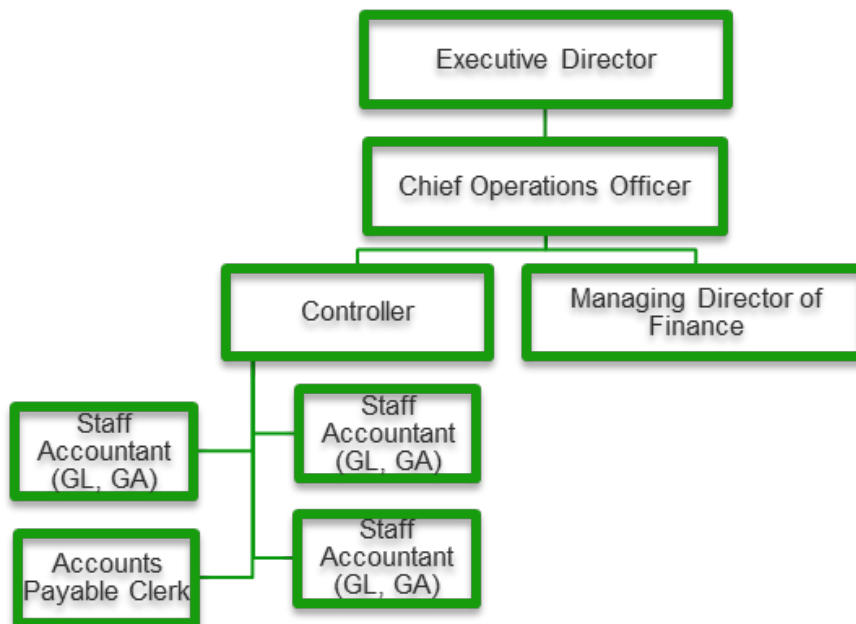 Executive Director
Chief Operations Officer
Controller
Managing Director of
Finance
Staff
Accountant
(GL, GA)
Staff
Accountant
(GL, GA)
Accounts
Payable Clerk
Staff
Accountant
(GL, GA)